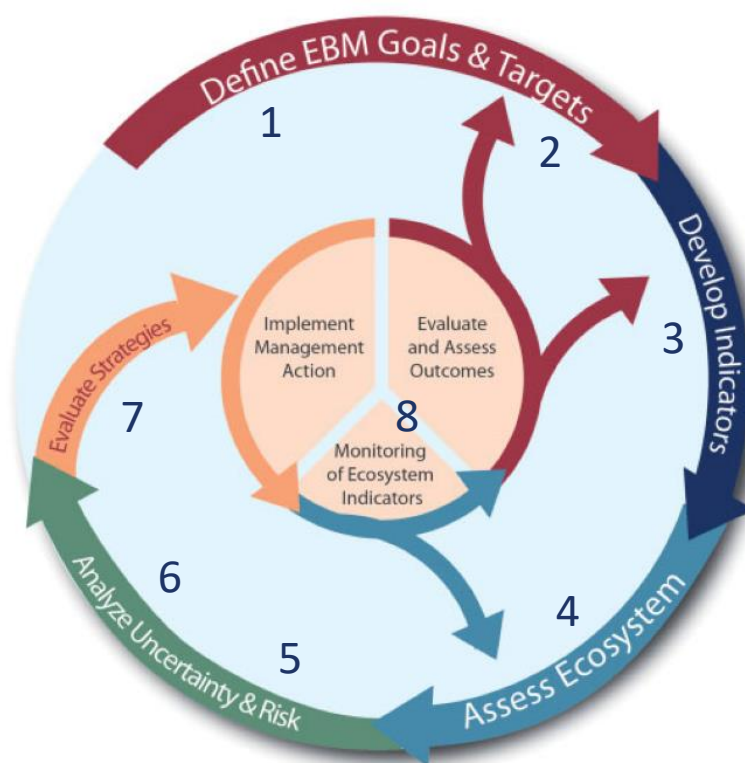 Define EBM Goals & Targets
1
2
Develop Indicators
3
Implement
Management
Action
Evaluate
and Assess
Outcomes
Evaluate Strategies
7
8
Monitoring
of Ecosystem
Indicators
6
4
5
Analyze Uncertainty & Risk
Assess Ecosystem